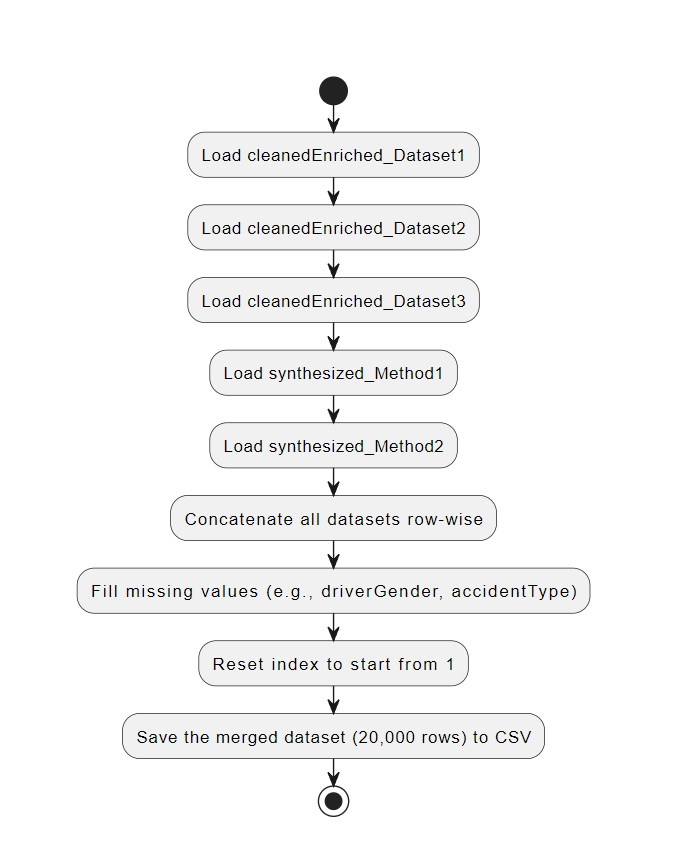 Load cleanedEnriched_Dataset1
Load cleanedEnriched_Dataset2
Load cleanedEnriched_Dataset3
Load synthesized_Method1
Load synthesized_Method2
Concatenate all datasets row-wise
Fill missing values (e.g., driverGender, accidentType)
Reset index to start from 1
Save the merged dataset (20,000 rows) to CSV